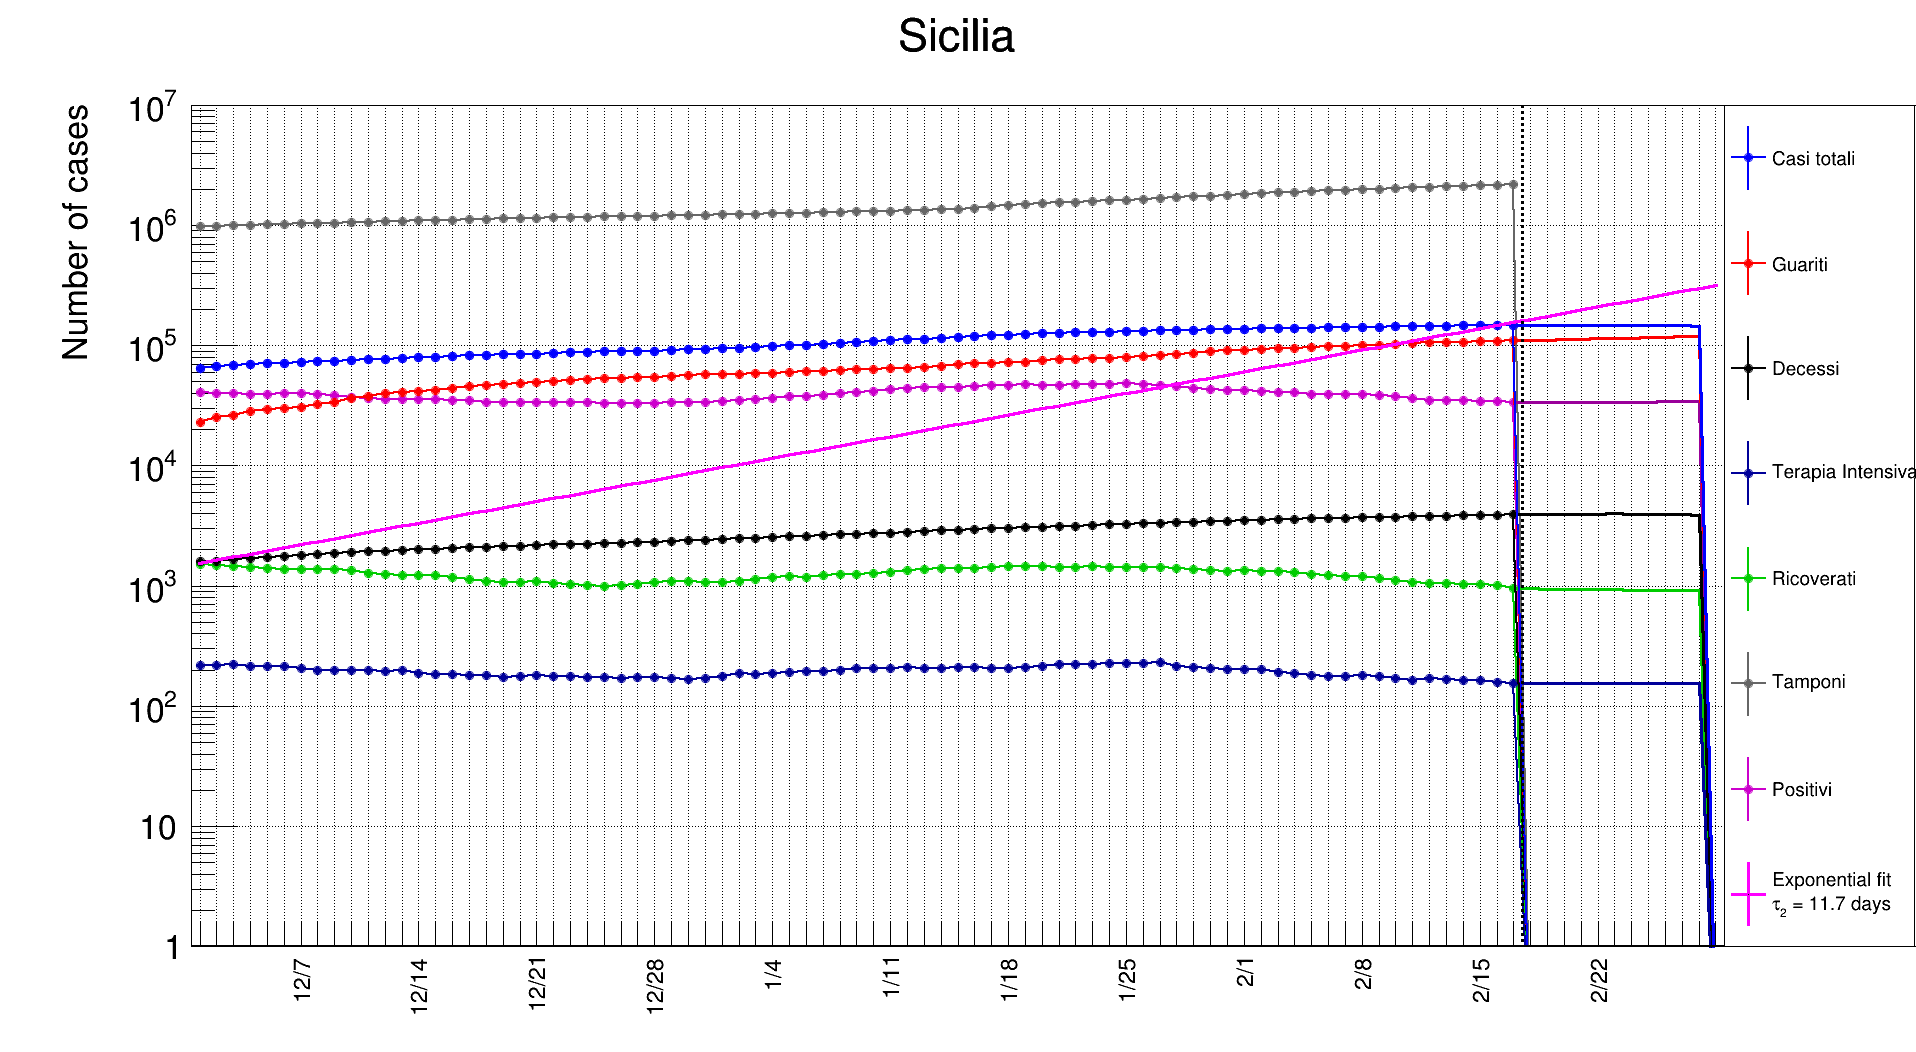 Sicilia
Number of cases
10^7
10^6
10^5
10^4
10^3
10^2
10
1
12/7
12/14
12/21
12/28
1/4
1/11
1/18
1/25
2/1
2/8
2/15
2/22
Casi totali
Guariti
Decessi
Terapia Intensiva
Ricoverati
Tamponi
Positivi
Exponential fit
τ₂ = 11.7 days